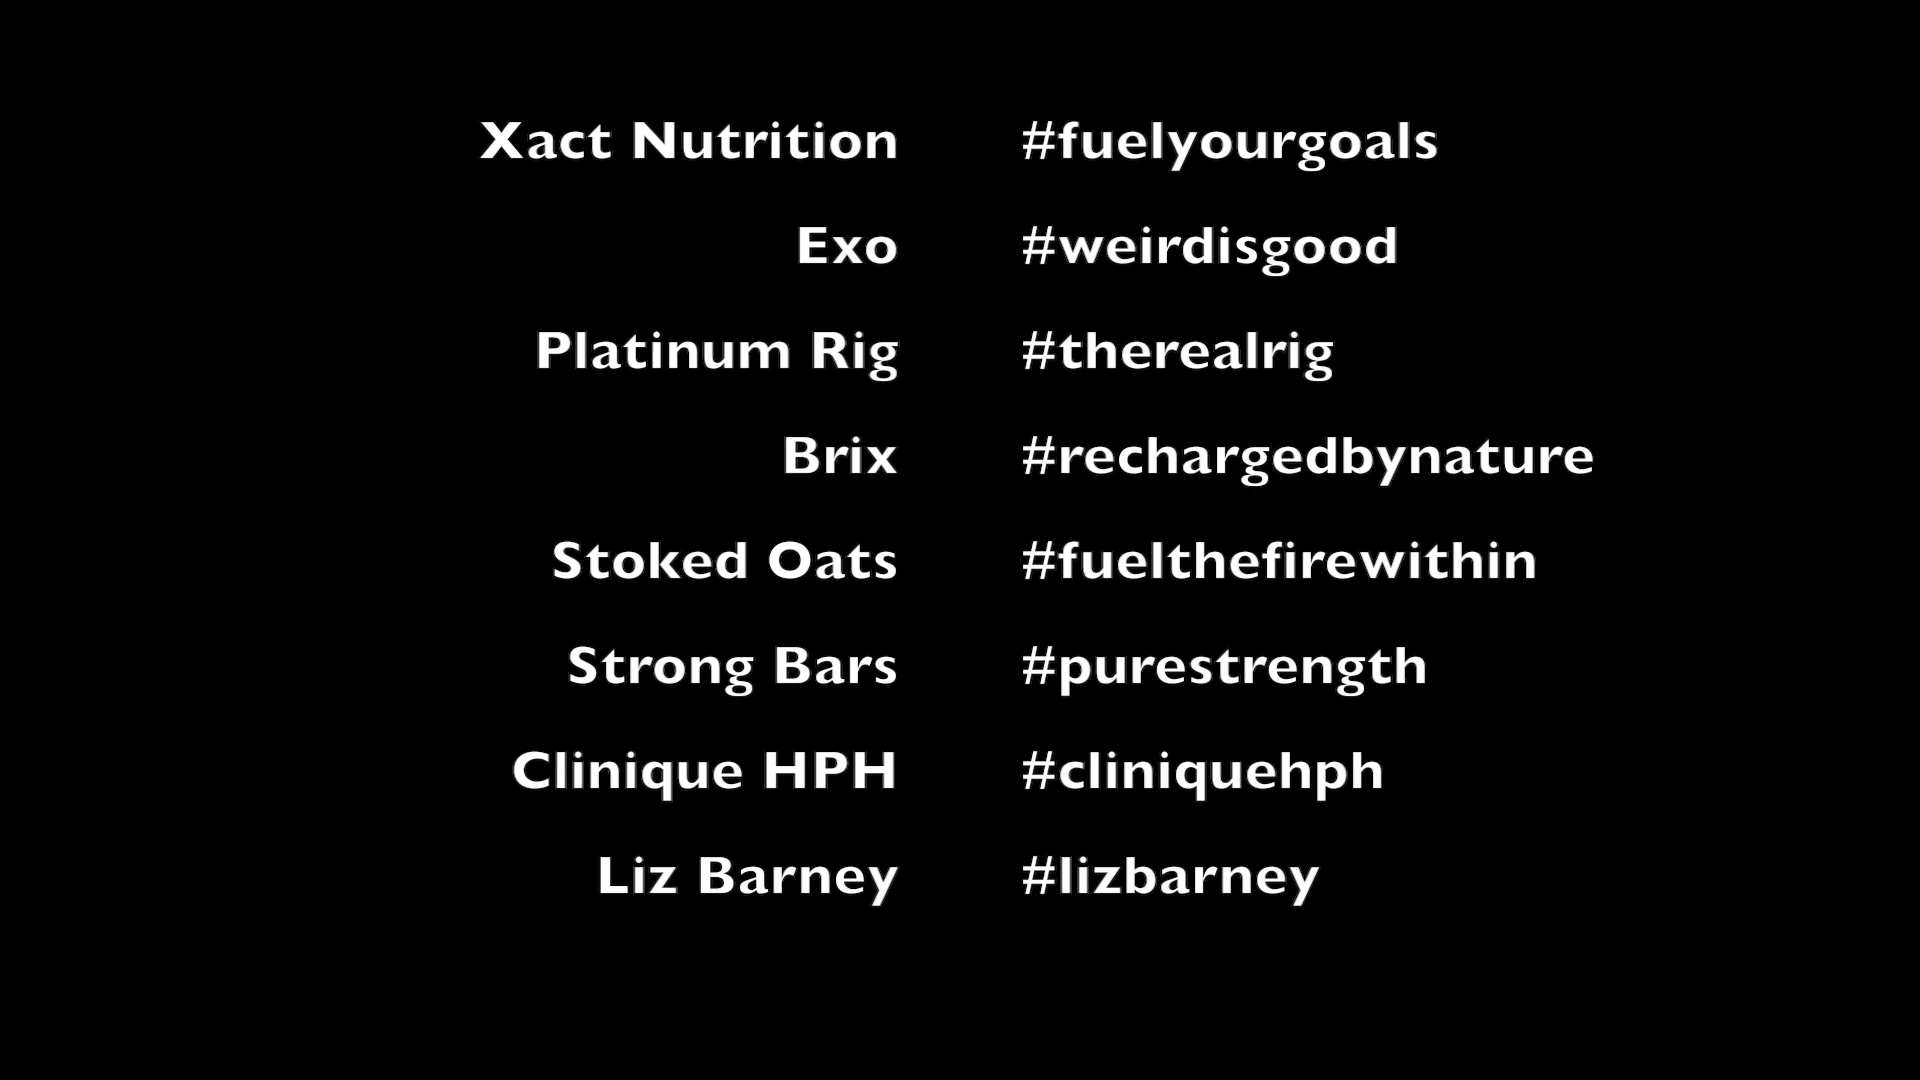 Xact Nutrition #fuelyourgoals
Exo #weirdisgood
Platinum Rig #therealrig
Brix #rechargedbynature
Stoked Oats #fuelthefirewithin
Strong Bars #purestrength
Clinique HPH #cliniquehph
Liz Barney #lizbarney